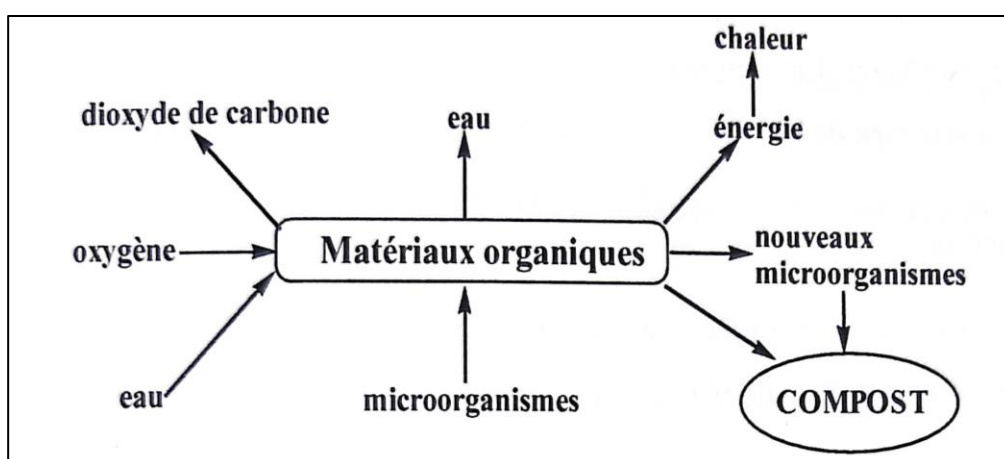 chaleur
dioxyde de carbone
eau
énergie
oxygène
Matériaux organiques
nouveaux
microorganismes
eau
microorganismes
COMPOST